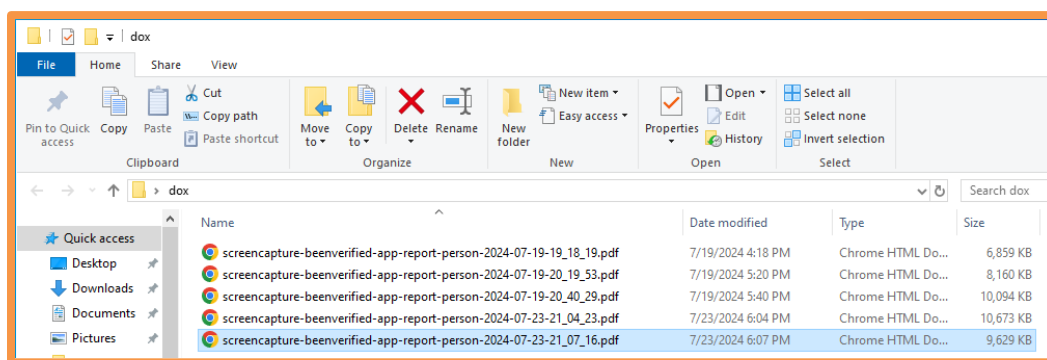 dox
File Home Share View
Pin to Quick access
Copy
Paste
Cut
Copy path
Paste shortcut
Clipboard
Move to
Copy to
Delete
Rename
Organize
New folder
New item
Easy access
New
Properties
Open
Edit
History
Open
Select all
Select none
Invert selection
Select
dox
Search dox
Name Date modified Type Size
Quick access
Desktop
Downloads
Documents
Pictures
screencapture-beenverified-app-report-person-2024-07-19-19_18_19.pdf 7/19/2024 4:18 PM Chrome HTML Do... 6,859 KB
screencapture-beenverified-app-report-person-2024-07-19-20_19_53.pdf 7/19/2024 5:20 PM Chrome HTML Do... 8,160 KB
screencapture-beenverified-app-report-person-2024-07-19-20_40_29.pdf 7/19/2024 5:40 PM Chrome HTML Do... 10,094 KB
screencapture-beenverified-app-report-person-2024-07-23-21_04_23.pdf 7/23/2024 6:04 PM Chrome HTML Do... 10,673 KB
screencapture-beenverified-app-report-person-2024-07-23-21_07_16.pdf 7/23/2024 6:07 PM Chrome HTML Do... 9,629 KB